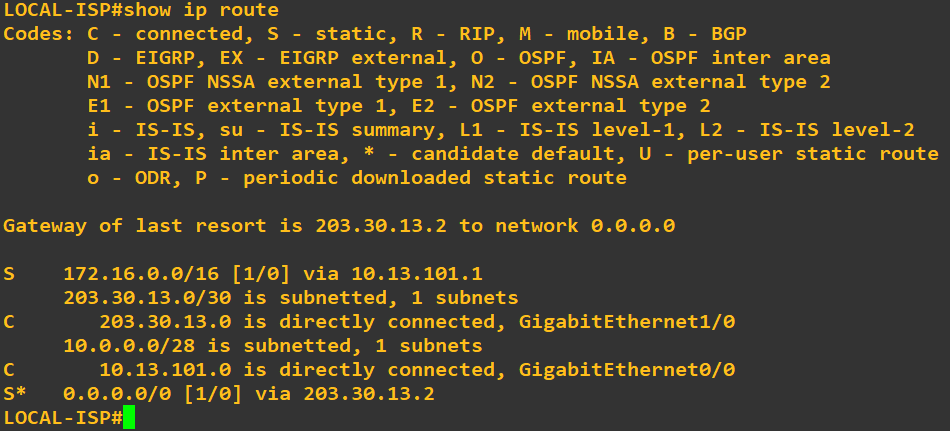 LOCAL-ISP#show ip route
Codes: C - connected, S - static, R - RIP, M - mobile, B - BGP
       D - EIGRP, EX - EIGRP external, O - OSPF, IA - OSPF inter area
       N1 - OSPF NSSA external type 1, N2 - OSPF NSSA external type 2
       E1 - OSPF external type 1, E2 - OSPF external type 2
       i - IS-IS, su - IS-IS summary, L1 - IS-IS level-1, L2 - IS-IS level-2
       ia - IS-IS inter area, * - candidate default, U - per-user static route
       o - ODR, P - periodic downloaded static route

Gateway of last resort is 203.30.13.2 to network 0.0.0.0

S    172.16.0.0/16 [1/0] via 10.13.101.1
     203.30.13.0/30 is subnetted, 1 subnets
C       203.30.13.0 is directly connected, GigabitEthernet1/0
     10.0.0.0/28 is subnetted, 1 subnets
C       10.13.101.0 is directly connected, GigabitEthernet0/0
S*   0.0.0.0/0 [1/0] via 203.30.13.2
LOCAL-ISP#